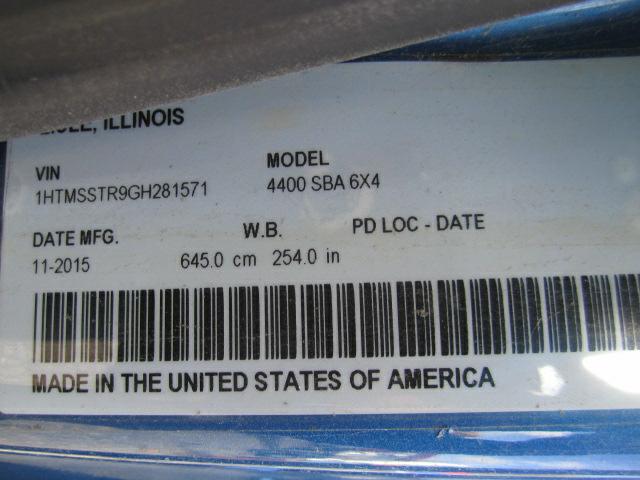 ILLINOIS
VIN MODEL
1HTMSSTR9GH281571 4400 SBA 6X4
DATE MFG. W.B. PD LOC - DATE
11-2015 645.0 cm 254.0 in
MADE IN THE UNITED STATES OF AMERICA